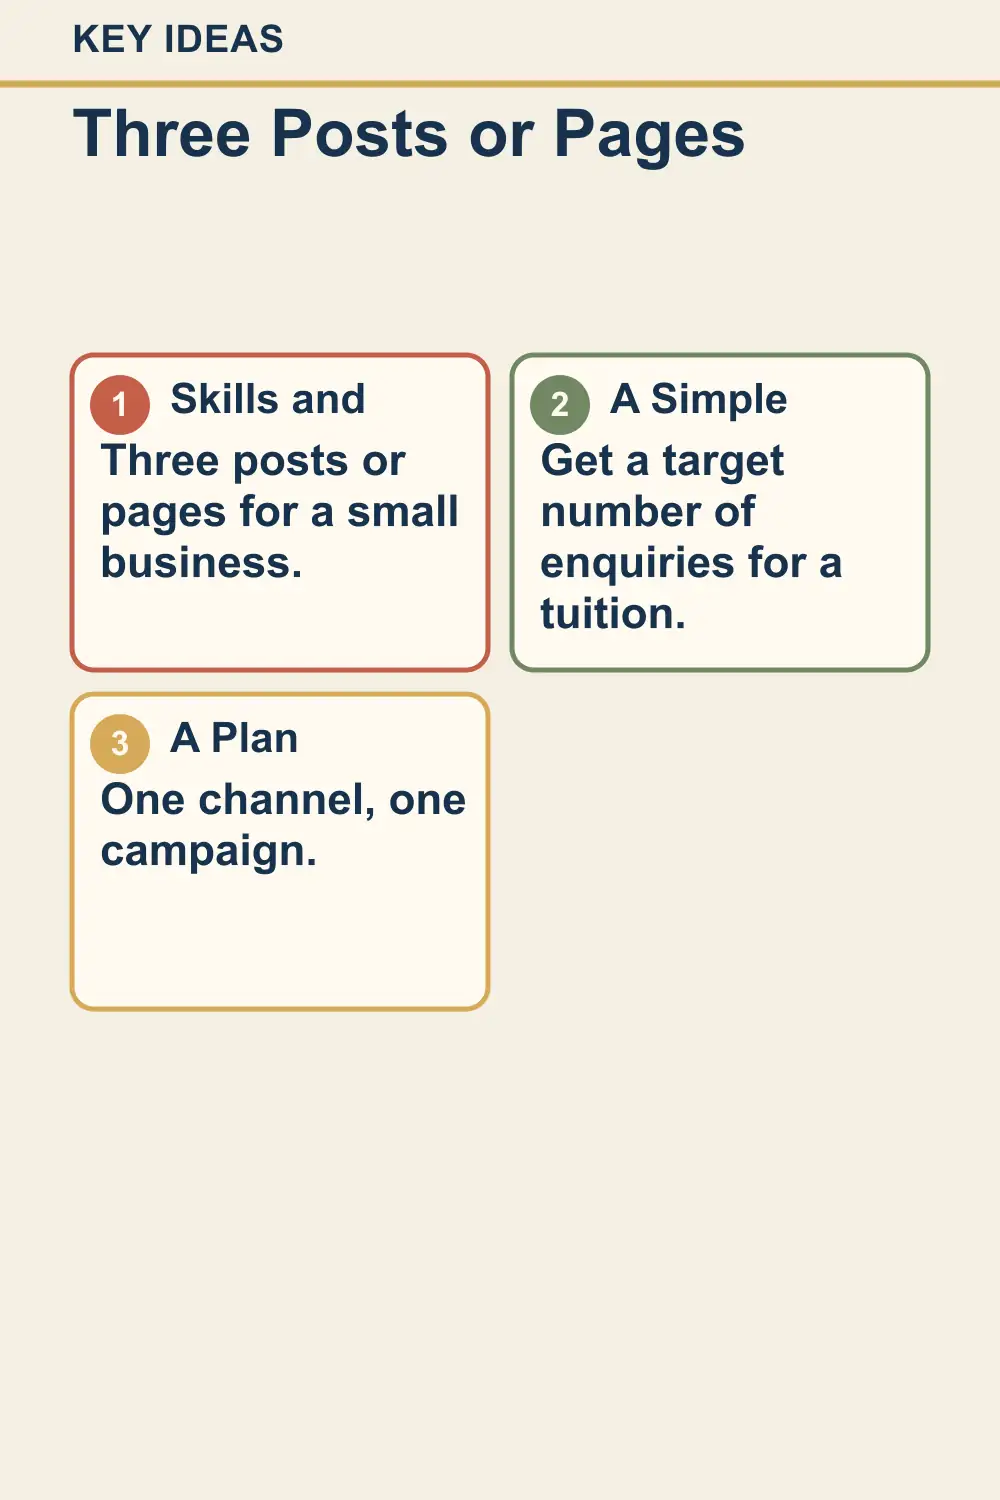 KEY IDEAS
Three Posts or Pages
1 Skills and
Three posts or
pages for a small
business.
2 A Simple
Get a target
number of
enquiries for a
tuition.
3 A Plan
One channel, one
campaign.